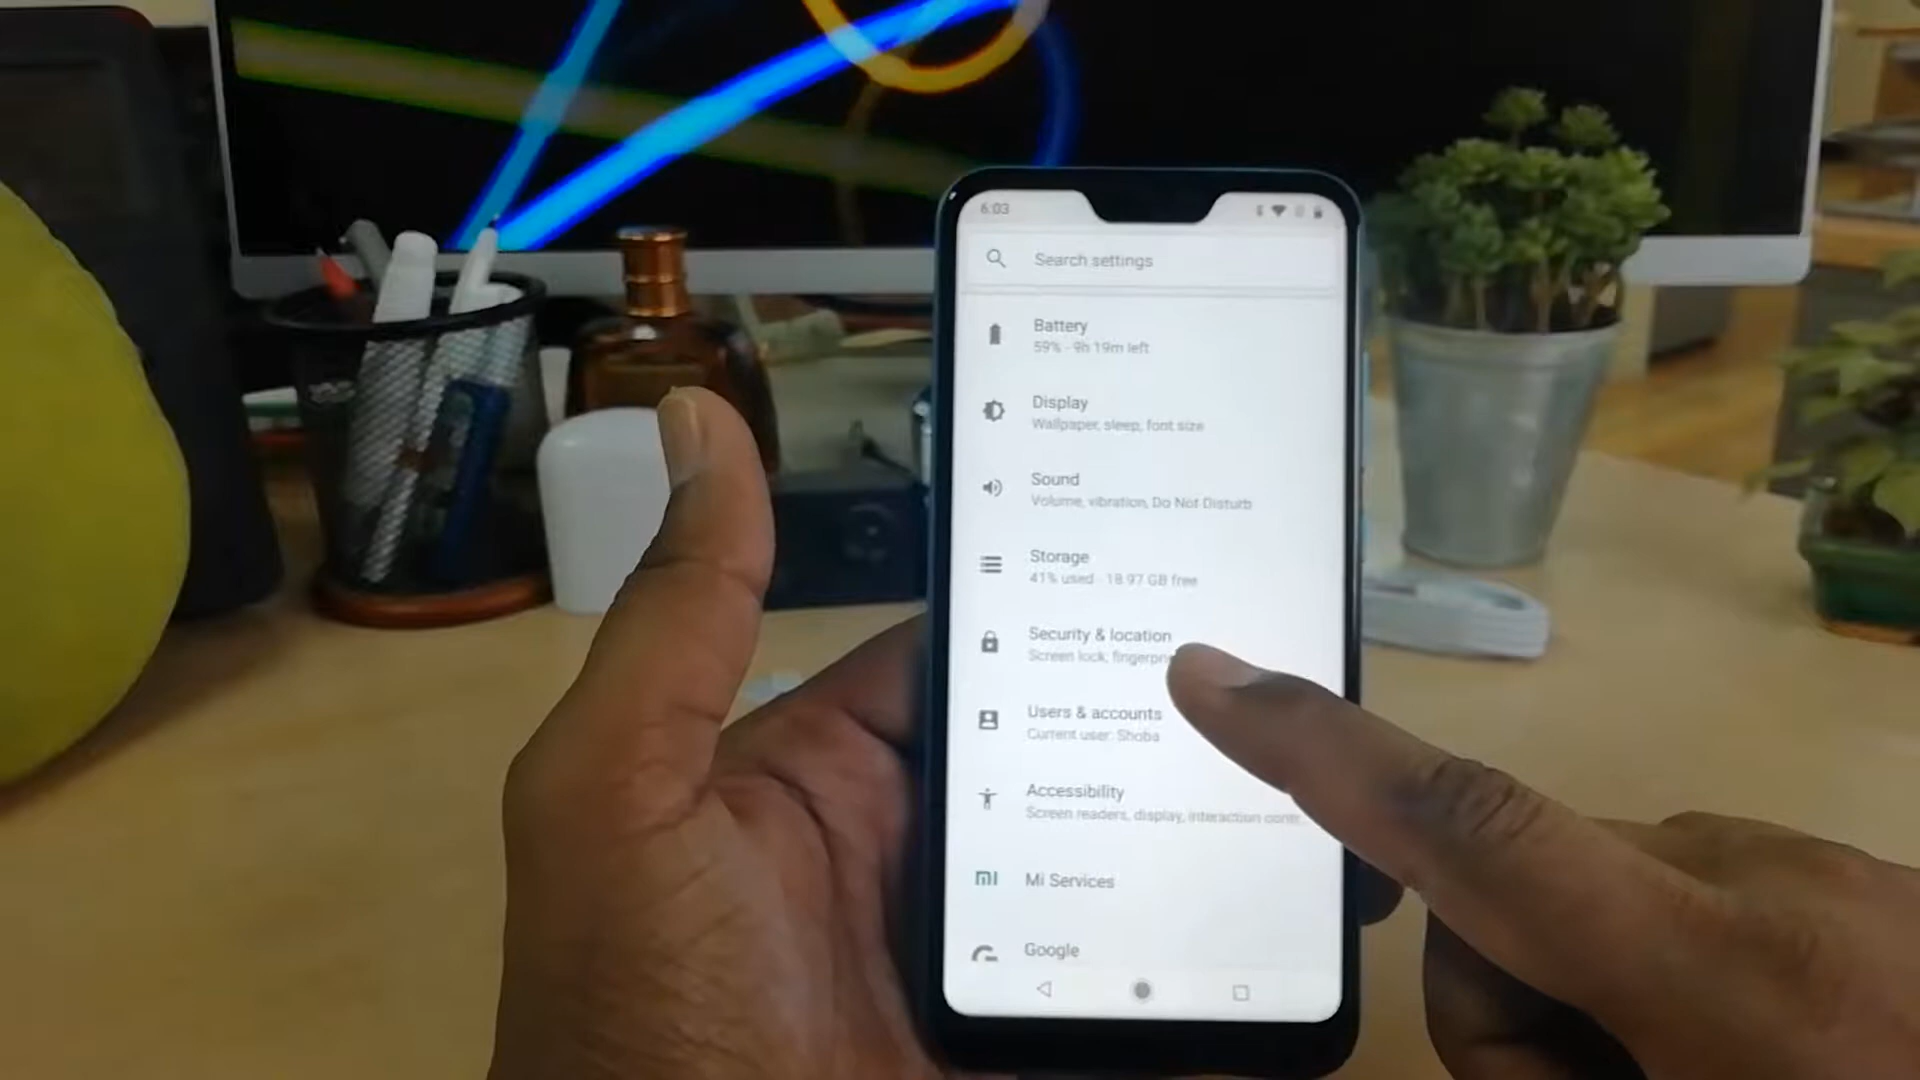 6:03
Search settings
Battery
59% - 9h 19m left
Display
Wallpaper, sleep, font size
Sound
Volume, vibration, Do Not Disturb
Storage
41% used - 18.97 GB free
Security & location
Screen lock, fingerpr
Users & accounts
Current user: Shoba
Accessibility
Screen readers, display, interaction contr...
mi Mi Services
Google